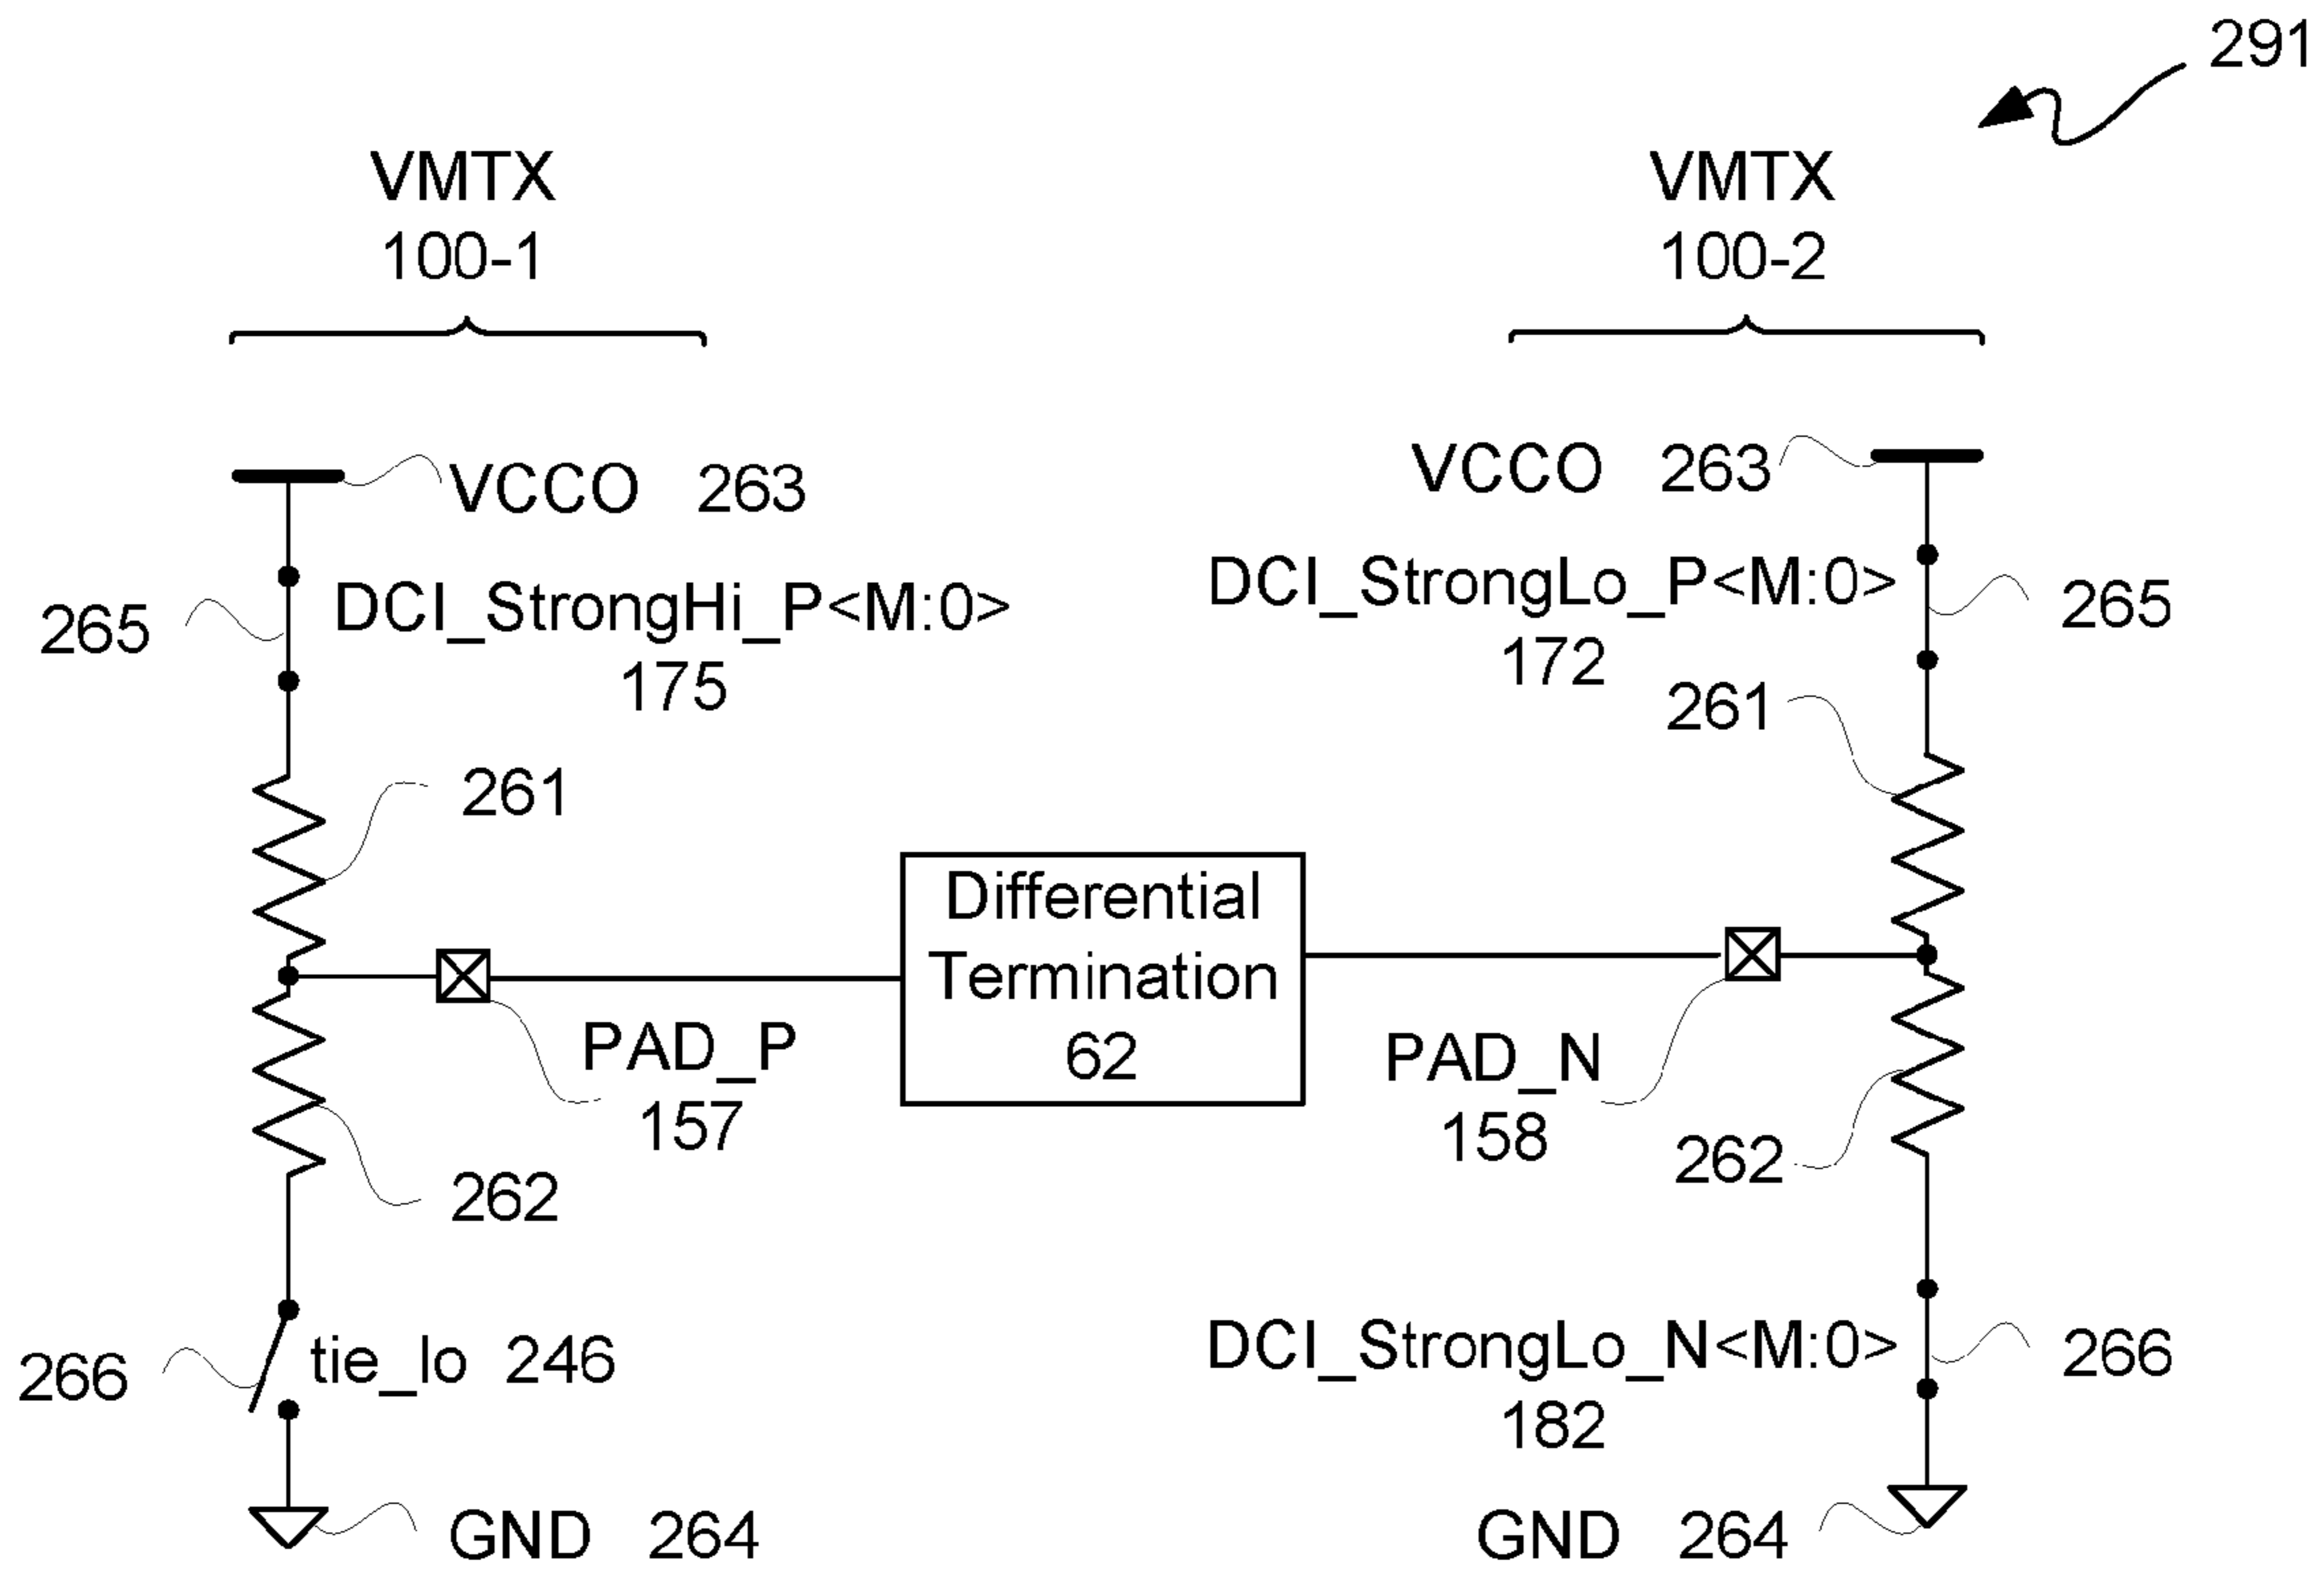 291
VMTX
100-1
VMTX
100-2
VCCO 263
VCCO 263
265
DCI_StrongHi_P<M:0>
175
DCI_StrongLo_P<M:0>
172
265
261
261
Differential
Termination
62
PAD_P
157
PAD_N
158
262
262
266
tie_lo 246
DCI_StrongLo_N<M:0>
182
266
GND 264
GND 264